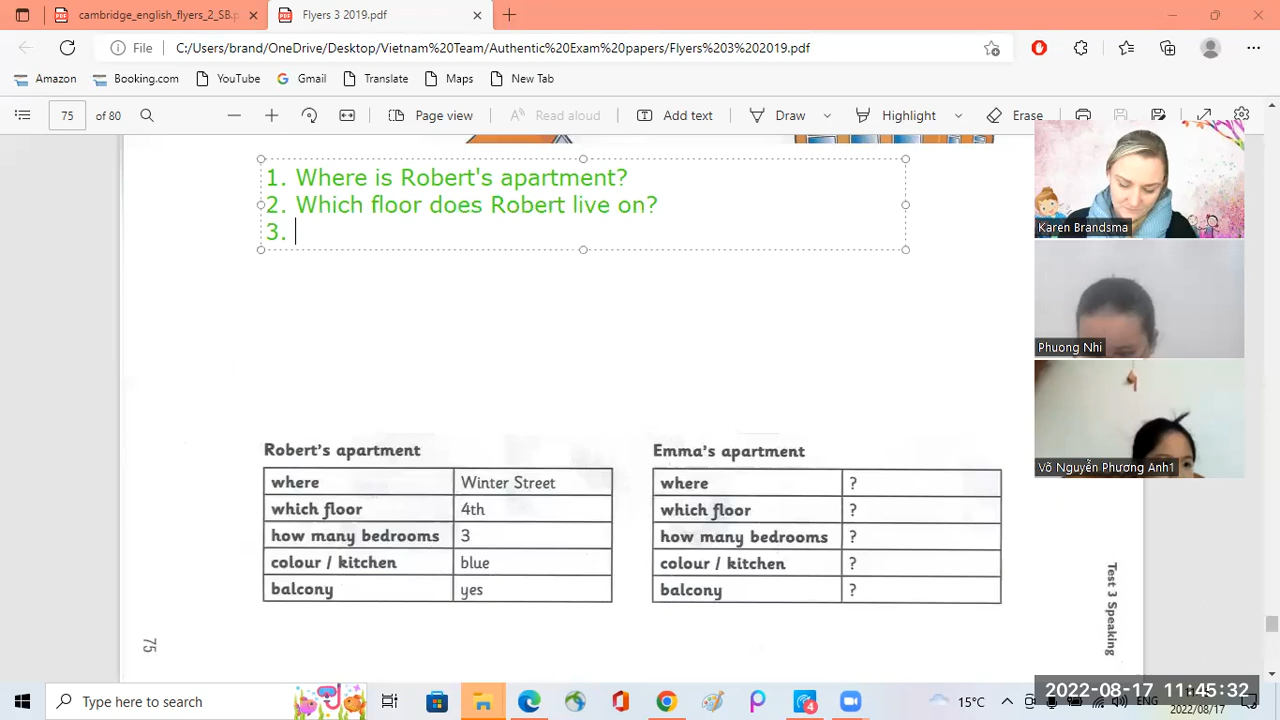 cambridge_english_flyers_2_SB.p
Flyers 3 2019.pdf
File
C:/Users/brand/OneDrive/Desktop/Vietnam%20Team/Authentic%20Exam%20papers/Flyers%203%202019.pdf
Amazon
Booking.com
YouTube
Gmail
Translate
Maps
New Tab
75
of 80
Page view
Read aloud
Add text
Draw
Highlight
Erase
1. Where is Robert's apartment?
2. Which floor does Robert live on?
3.
Karen Brandsma
Phuong Nhi
Võ Nguyễn Phương Anh1
Robert's apartment
where Winter Street
which floor 4th
how many bedrooms 3
colour / kitchen blue
balcony yes
Emma's apartment
where ?
which floor ?
how many bedrooms ?
colour / kitchen ?
balcony ?
Test 3 Speaking
75
Type here to search
4
15°C
ENG
2022-08-17 11:45:32
2022/08/17